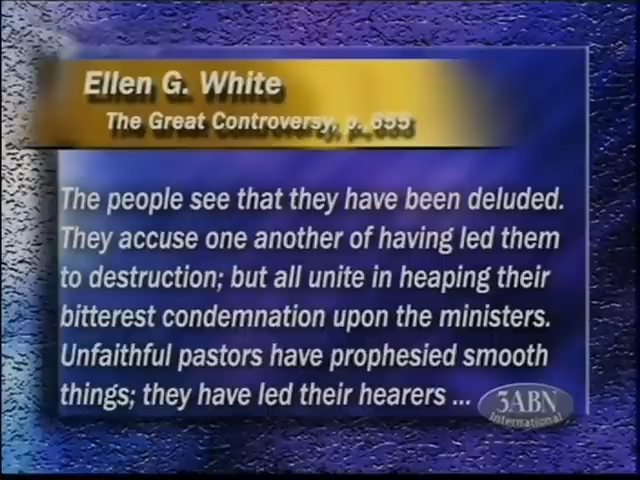 Ellen G. White
The Great Controversy, p. 655
The people see that they have been deluded.
They accuse one another of having led them
to destruction; but all unite in heaping their
bitterest condemnation upon the ministers.
Unfaithful pastors have prophesied smooth
things; they have led their hearers ...
3ABN
International